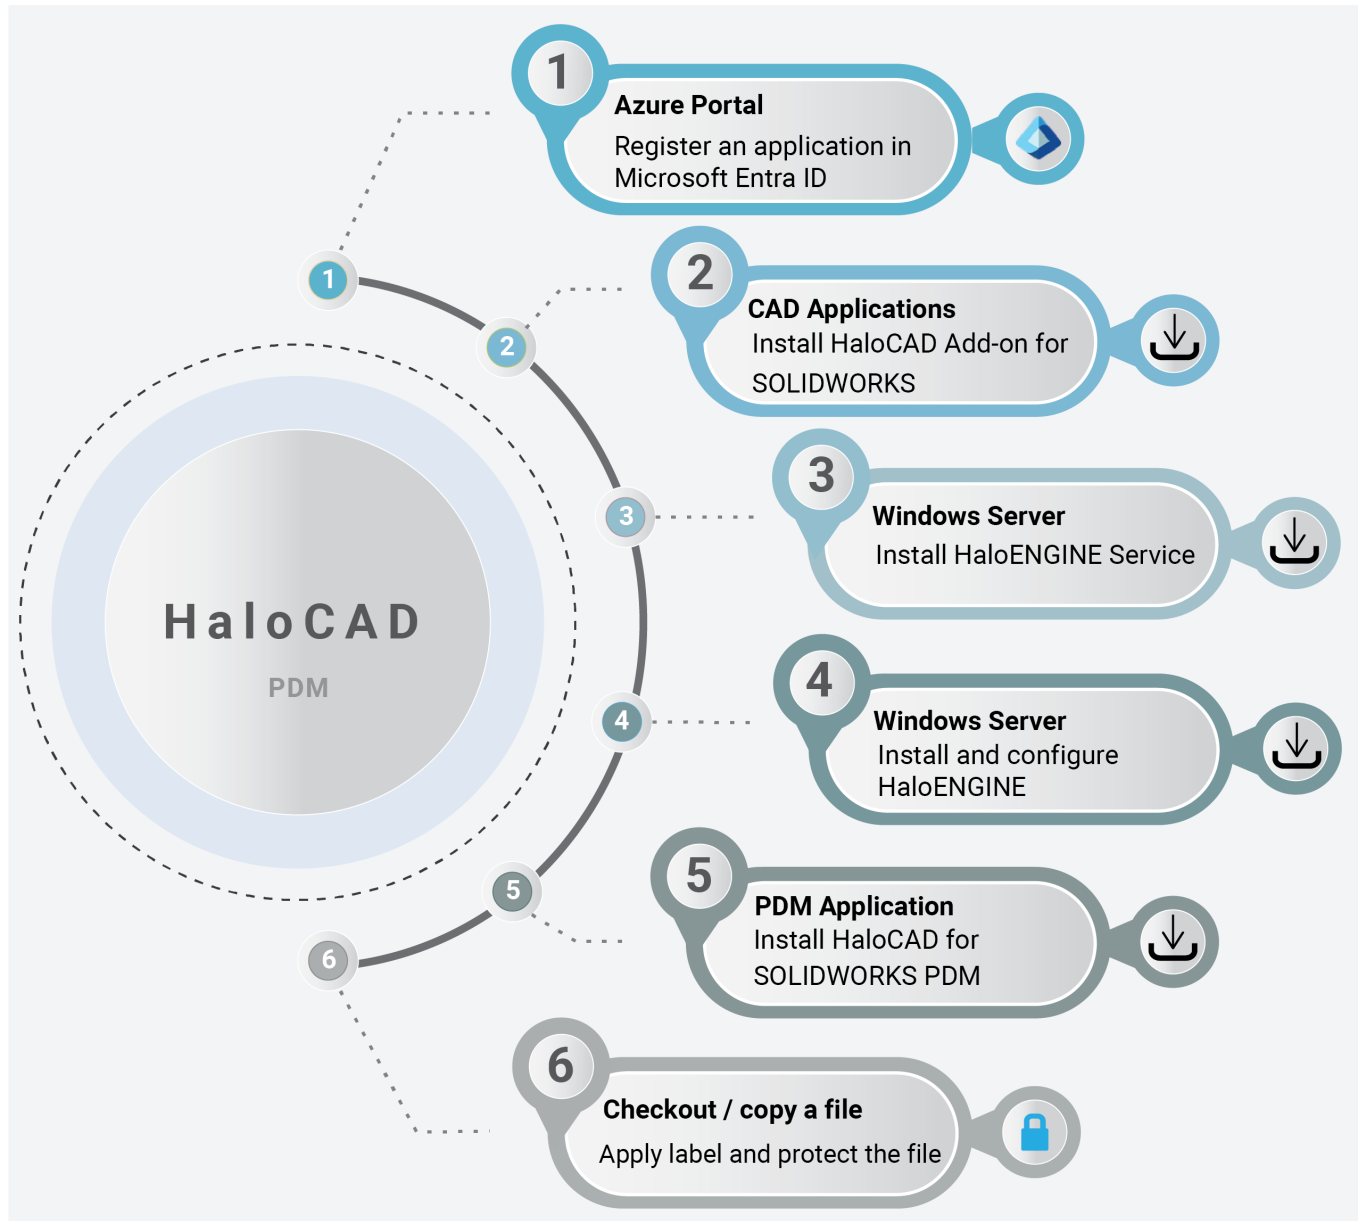 1
Azure Portal
Register an application in
Microsoft Entra ID
1
2
CAD Applications
Install HaloCAD Add-on for
SOLIDWORKS
2
3
Windows Server
Install HaloENGINE Service
3
HaloCAD
PDM
4
Windows Server
Install and configure
HaloENGINE
4
5
PDM Application
Install HaloCAD for
SOLIDWORKS PDM
5
6
6
Checkout / copy a file
Apply label and protect the file